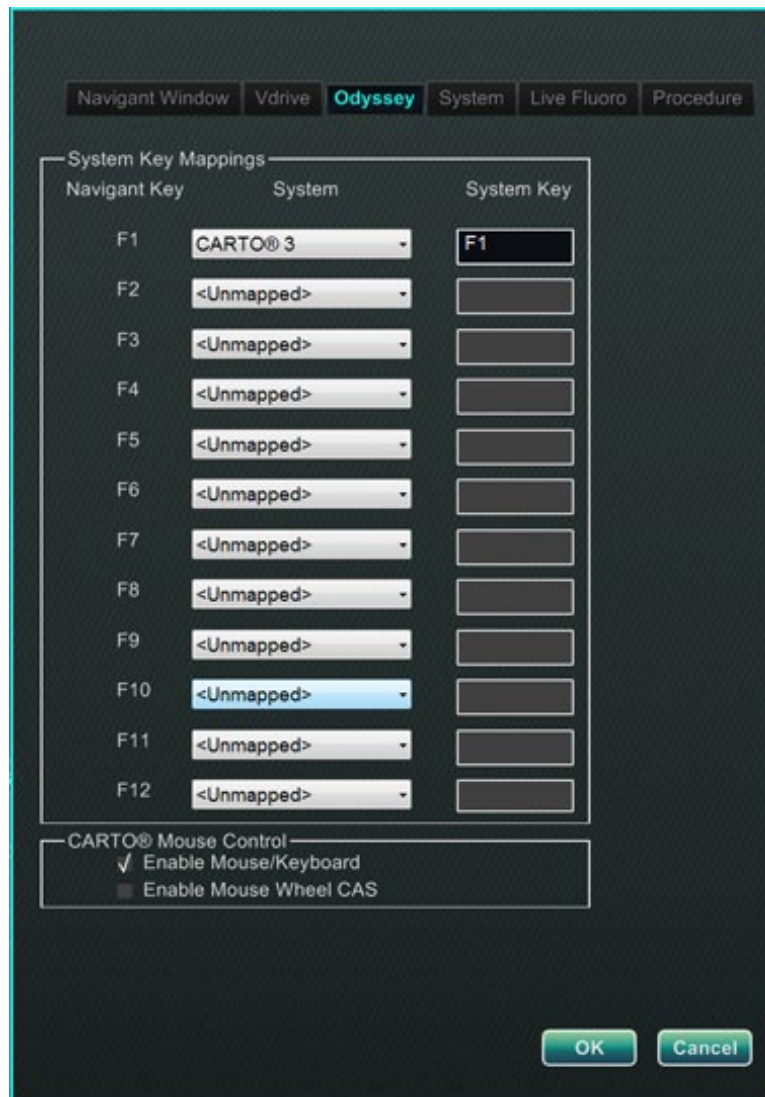 Navigant Window Vdrive Odyssey System Live Fluoro Procedure
System Key Mappings
Navigant Key System System Key
F1 CARTO® 3 F1
F2 <Unmapped>
F3 <Unmapped>
F4 <Unmapped>
F5 <Unmapped>
F6 <Unmapped>
F7 <Unmapped>
F8 <Unmapped>
F9 <Unmapped>
F10 <Unmapped>
F11 <Unmapped>
F12 <Unmapped>
CARTO® Mouse Control
Enable Mouse/Keyboard
Enable Mouse Wheel CAS
OK Cancel